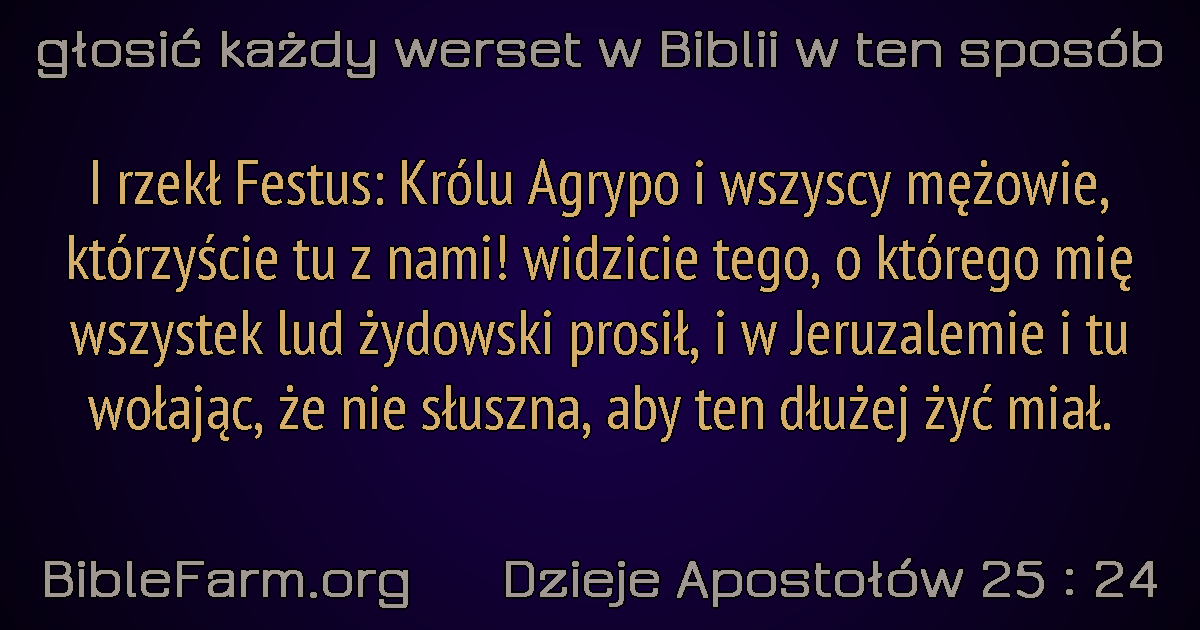 głosić każdy werset w Biblii w ten sposób
I rzekł Festus: Królu Agrypo i wszyscy mężowie,
którzyście tu z nami! widzicie tego, o którego mię
wszystek lud żydowski prosił, i w Jeruzalemie i tu
wołając, że nie słuszna, aby ten dłużej żyć miał.
BibleFarm.org Dzieje Apostołów 25 : 24